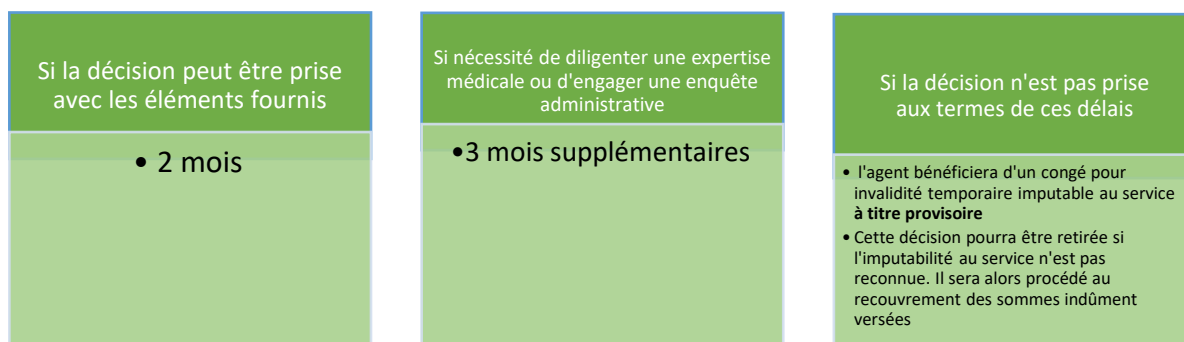 Si la décision peut être prise
avec les éléments fournis
• 2 mois
Si nécessité de diligenter une expertise
médicale ou d'engager une enquête
administrative
•3 mois supplémentaires
Si la décision n'est pas prise
aux termes de ces délais
• l'agent bénéficiera d'un congé pour
invalidité temporaire imputable au service
à titre provisoire
• Cette décision pourra être retirée si
l'imputabilité au service n'est pas
reconnue. Il sera alors procédé au
recouvrement des sommes indûment
versées